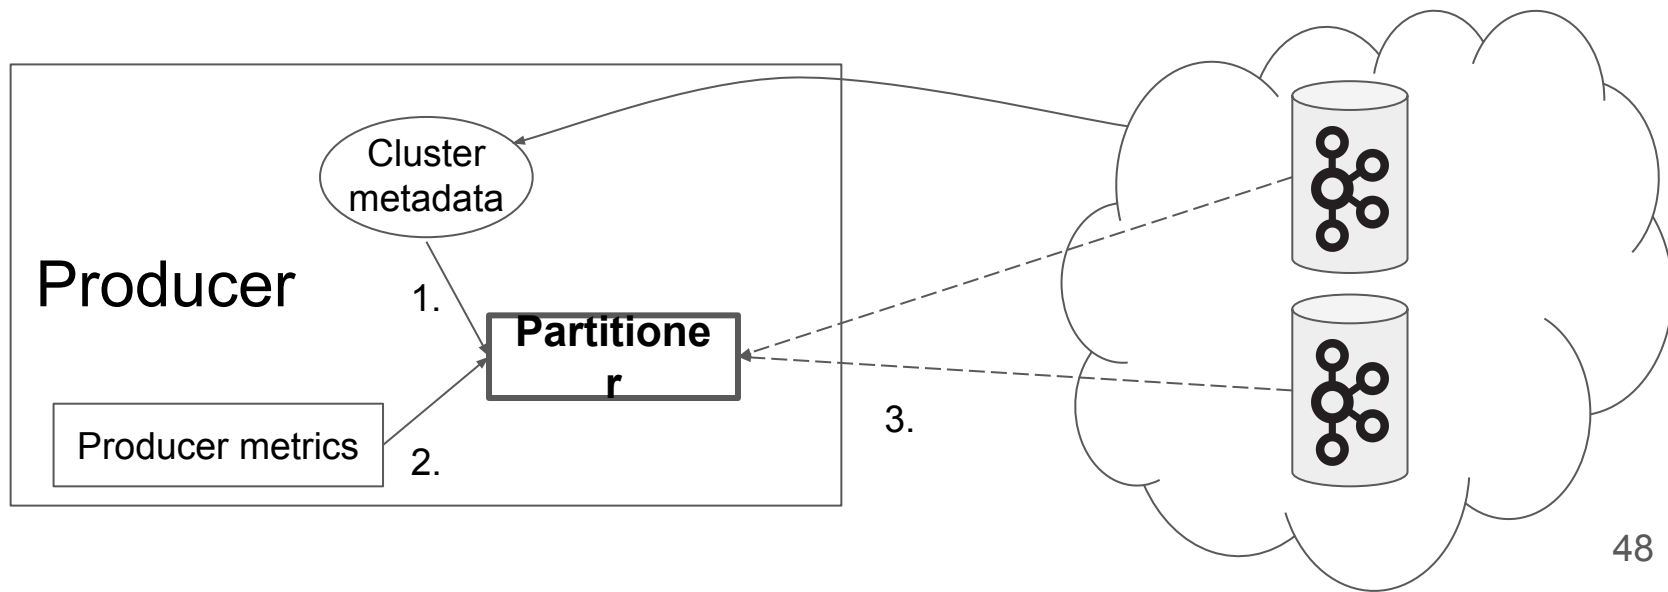 Cluster
metadata
Producer
1.
Partitione
r
3.
Producer metrics
2.
48